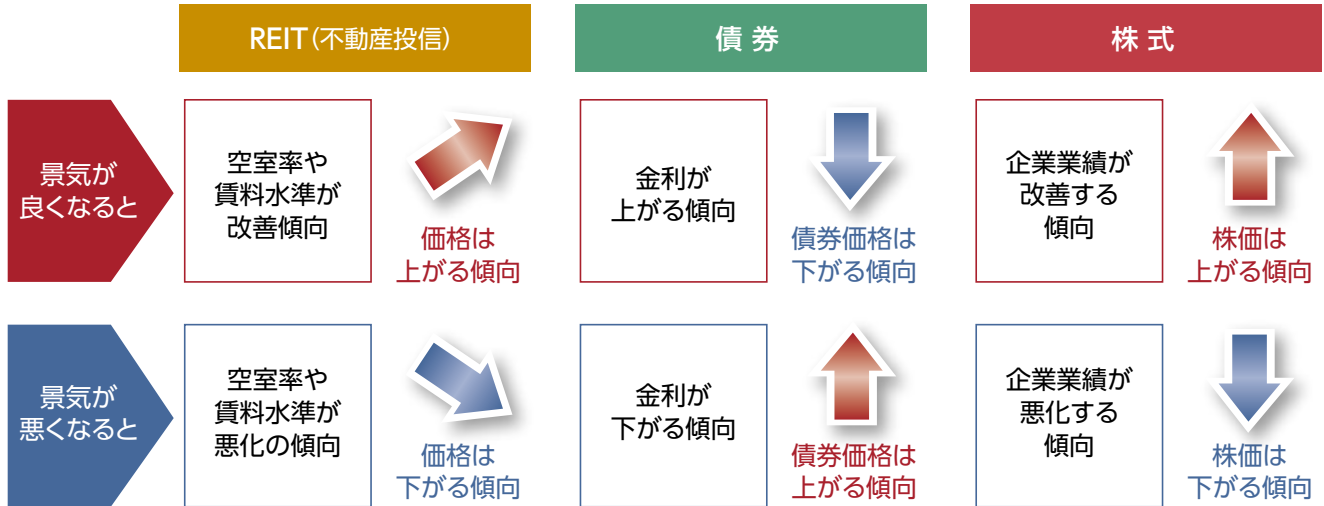 REIT(不動産投信)
債券
株式
景気が
良くなると
空室率や
賃料水準が
改善傾向
価格は
上がる傾向
金利が
上がる傾向
債券価格は
下がる傾向
企業業績が
改善する
傾向
株価は
上がる傾向
景気が
悪くなると
空室率や
賃料水準が
悪化の傾向
価格は
下がる傾向
金利が
下がる傾向
債券価格は
上がる傾向
企業業績が
悪化する
傾向
株価は
下がる傾向